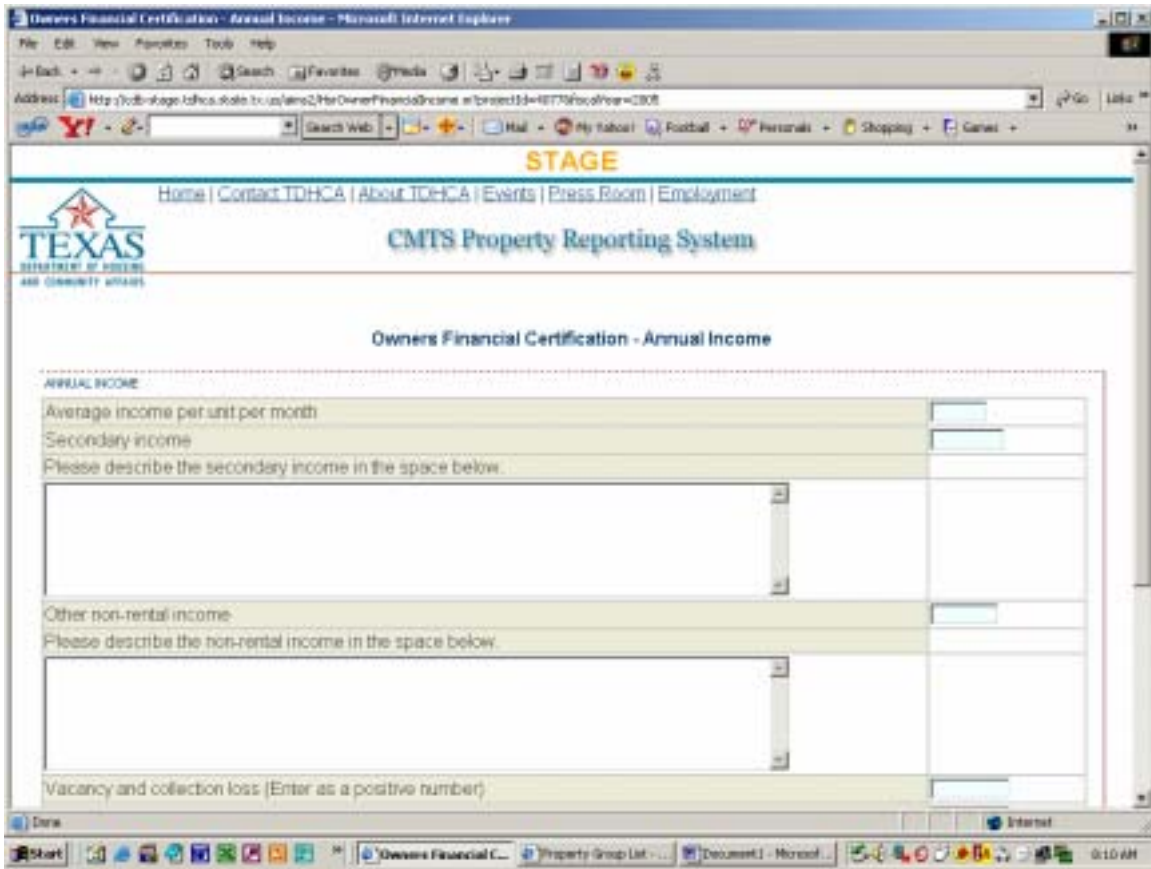 Owners Financial Certification - Annual Income - Microsoft Internet Explorer
File Edit View Favorites Tools Help
Back Search Favorites Media
Address
Go Links
Y! Search Web Mail My Yahoo! Football Personals Shopping Games
STAGE
Home | Contact TDHCA | About TDHCA | Events | Press Room | Employment
TEXAS
DEPARTMENT OF HOUSING
AND COMMUNITY AFFAIRS
CMTS Property Reporting System
Owners Financial Certification - Annual Income
ANNUAL INCOME
Average income per unit per month
Secondary income
Please describe the secondary income in the space below.
Other non-rental income
Please describe the non-rental income in the space below.
Vacancy and collection loss (Enter as a positive number)
Done Internet
Start Owners Financial C... Property Group List - ... Document1 - Microsof... 8:10 AM